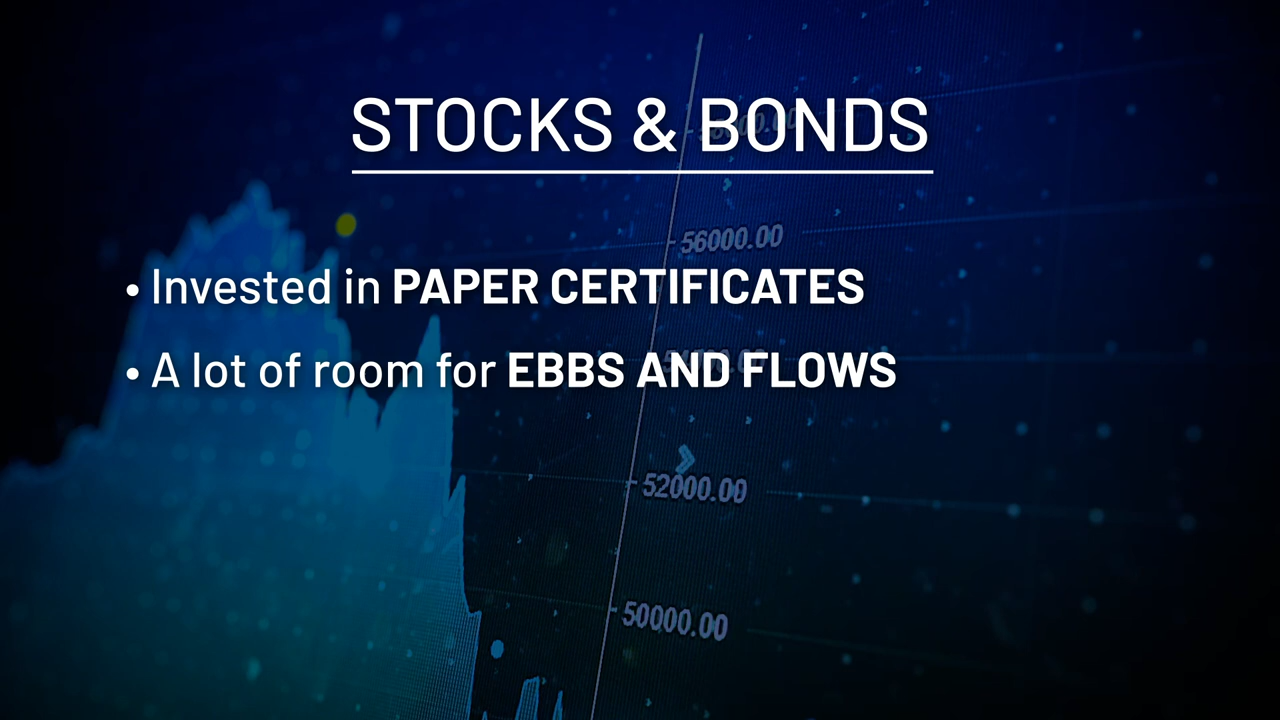 STOCKS & BONDS
56000.00
• Invested in PAPER CERTIFICATES
• A lot of room for EBBS AND FLOWS
52000.00
50000.00